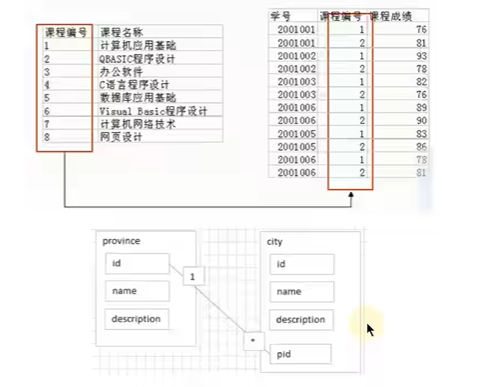 课程编号 课程名称
1 计算机应用基础
2 QBASIC程序设计
3 办公软件
4 C语言程序设计
5 数据库应用基础
6 Visual Basic程序设计
7 计算机网络技术
8 网页设计
学号 课程编号 课程成绩
2001001 1 76
2001001 2 81
2001002 1 93
2001002 2 78
2001003 1 82
2001003 2 76
2001006 1 89
2001006 2 90
2001005 1 83
2001005 2 86
2001006 1 78
2001006 2 81
province
id
name
description
1
*
city
id
name
description
pid